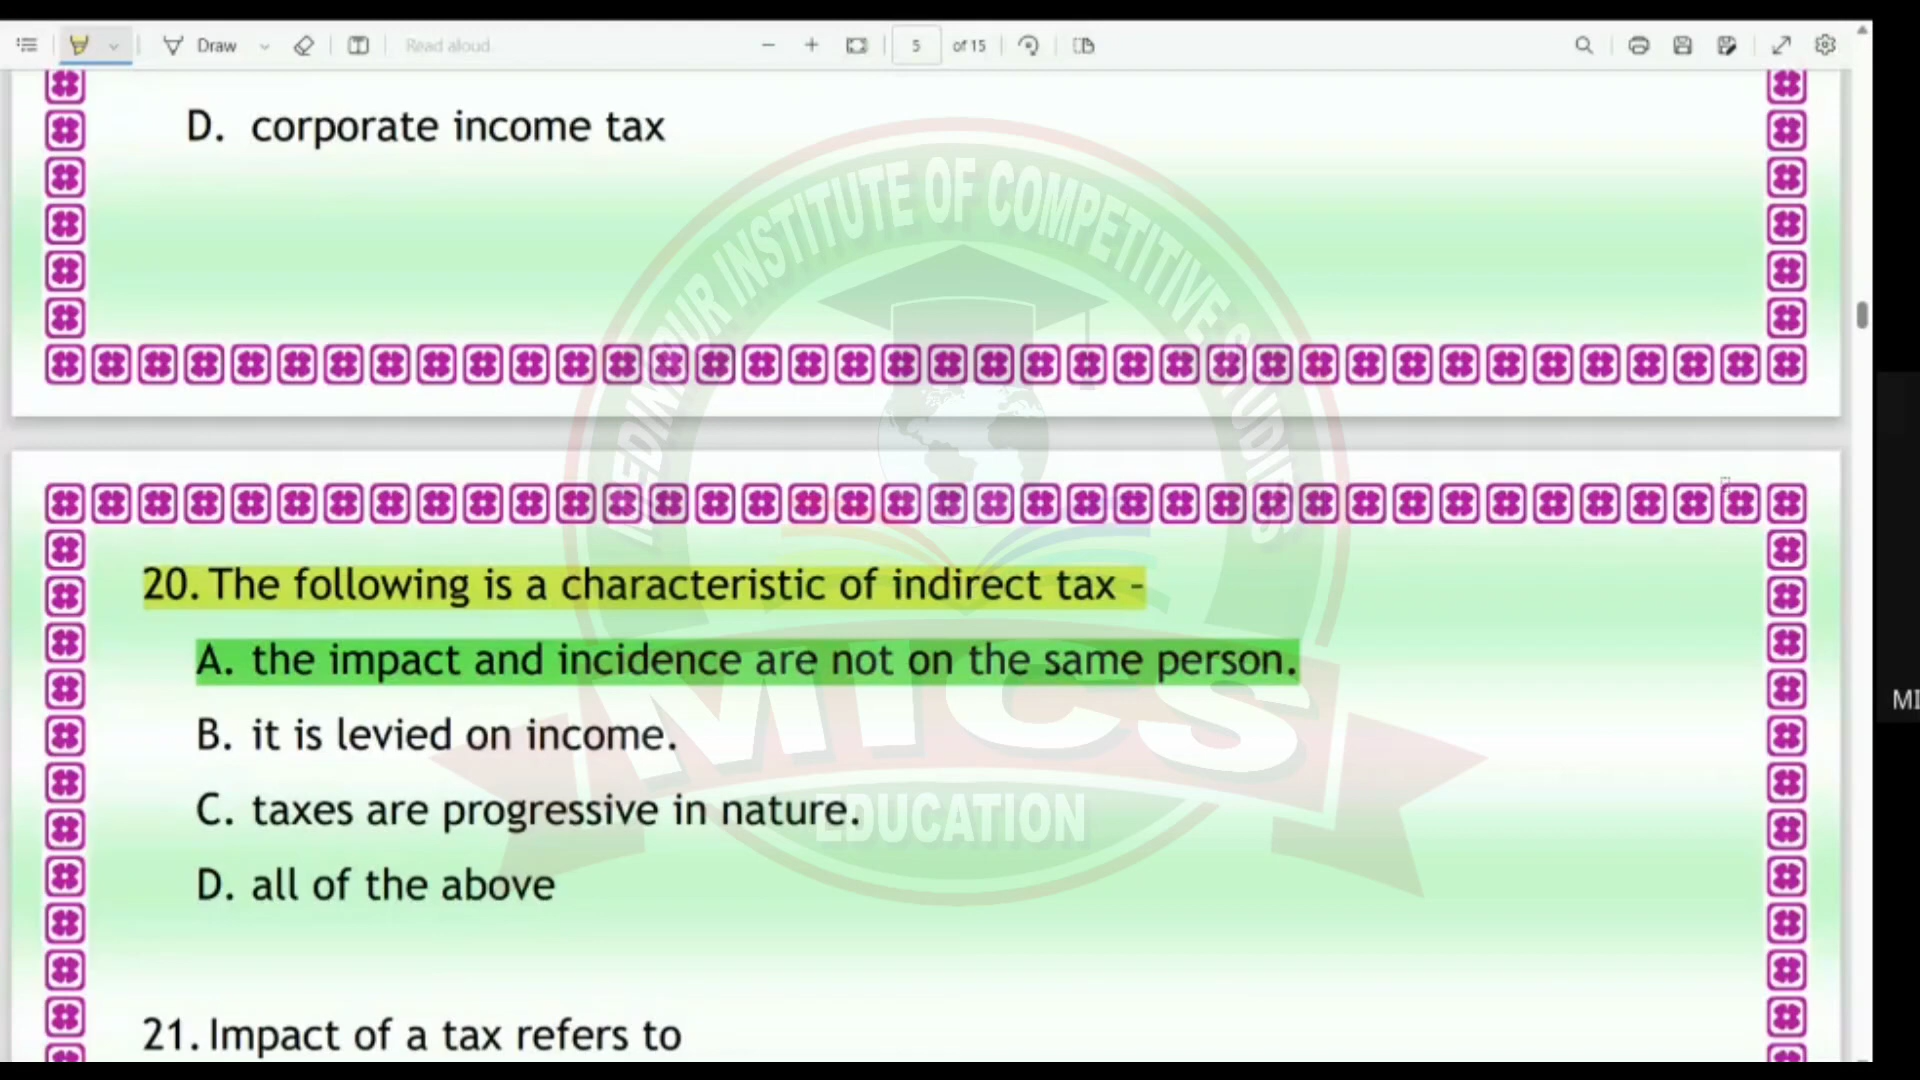 Draw
Read aloud
5
of 15
D. corporate income tax
MEDINIPUR INSTITUTE OF COMPETITIVE STUDIES
20. The following is a characteristic of indirect tax -
A. the impact and incidence are not on the same person.
B. it is levied on income.
MICS
MI
C. taxes are progressive in nature.
EDUCATION
D. all of the above
21. Impact of a tax refers to